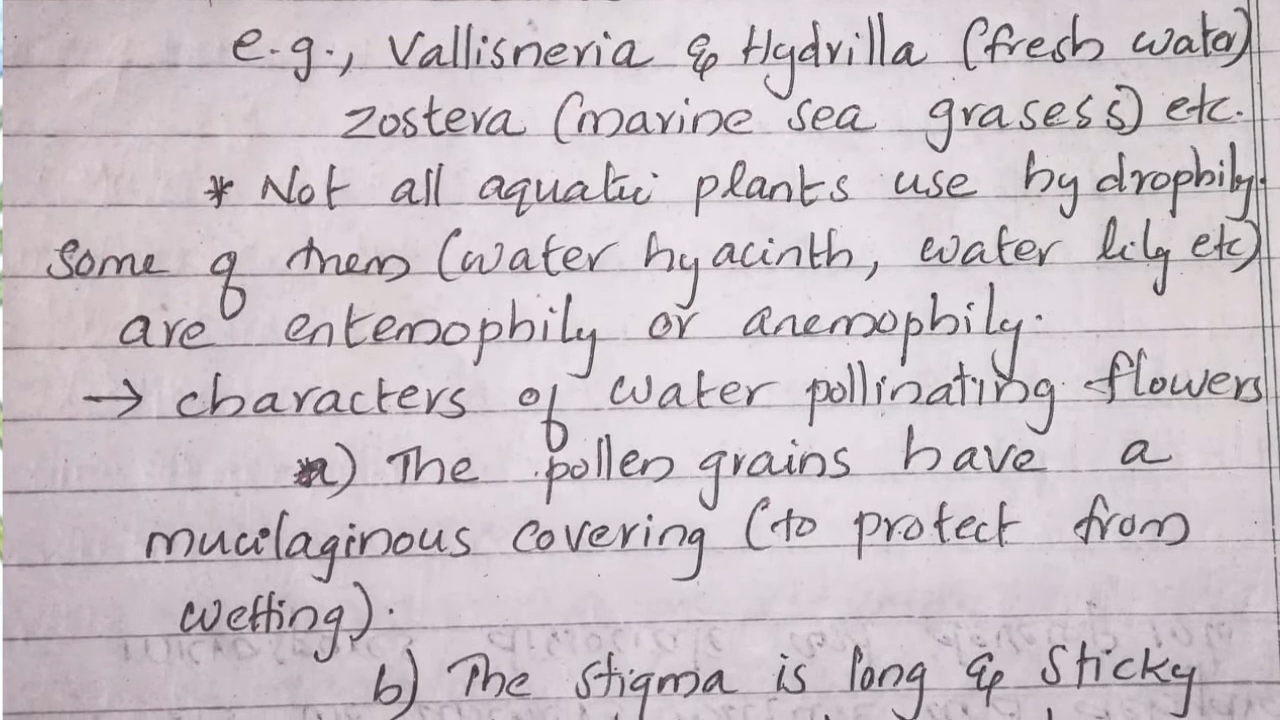 e.g., Vallisneria & Hydrilla (fresh water)
Zostera (marine sea grasess) etc.
* Not all aquatic plants use hydrophily.
Some of them (water hyacinth, water lily etc)
are entemophily or anemophily.
→ characters of water pollinating flowers
a) The pollen grains have a
mucilaginous covering (to protect from
wetting).
b) The stigma is long & sticky